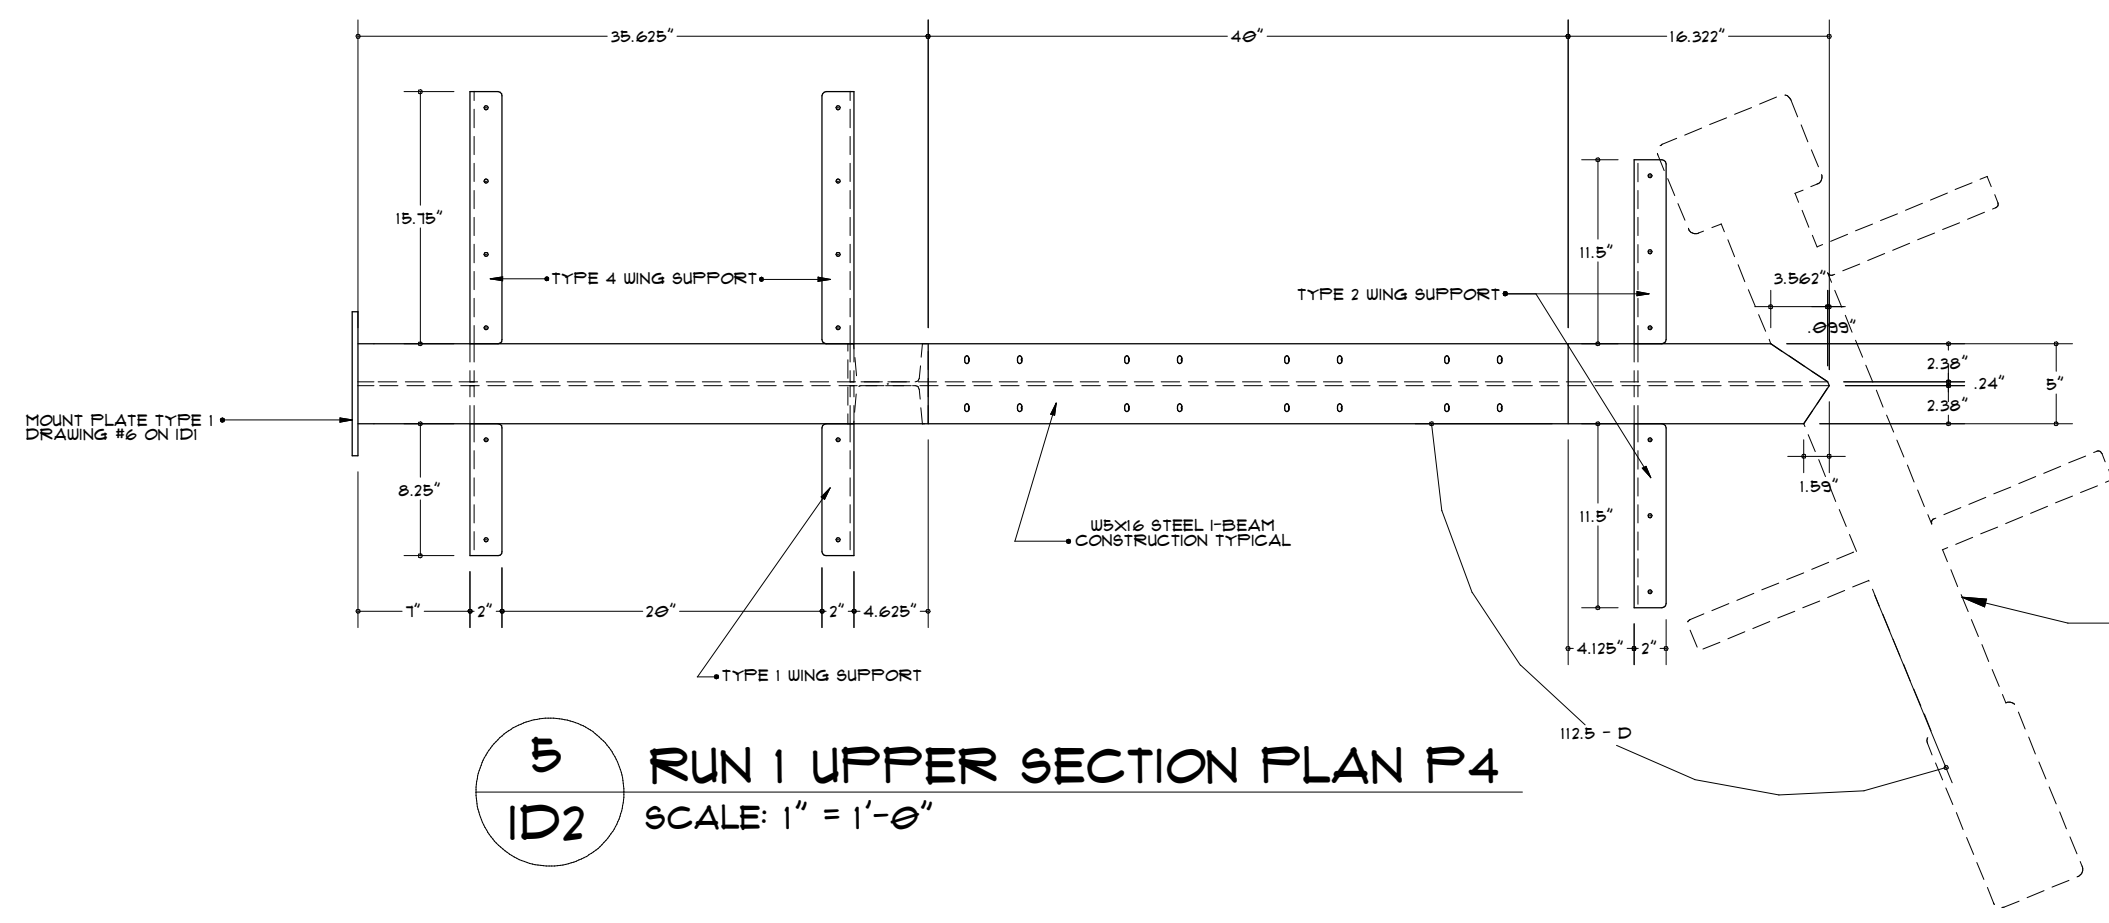 35.625"
40"
16.322"
15.75"
11.5"
TYPE 4 WING SUPPORT
TYPE 2 WING SUPPORT
3.562"
.099"
2.38"
.24"
5"
2.38"
MOUNT PLATE TYPE 1
DRAWING #6 ON ID1
8.25"
1.59"
11.5"
W5X16 STEEL I-BEAM
CONSTRUCTION TYPICAL
7"
2"
20"
2"
4.625"
4.125"
2"
TYPE 1 WING SUPPORT
112.5 - D
5
ID2
RUN 1 UPPER SECTION PLAN P4
SCALE: 1" = 1'-0"